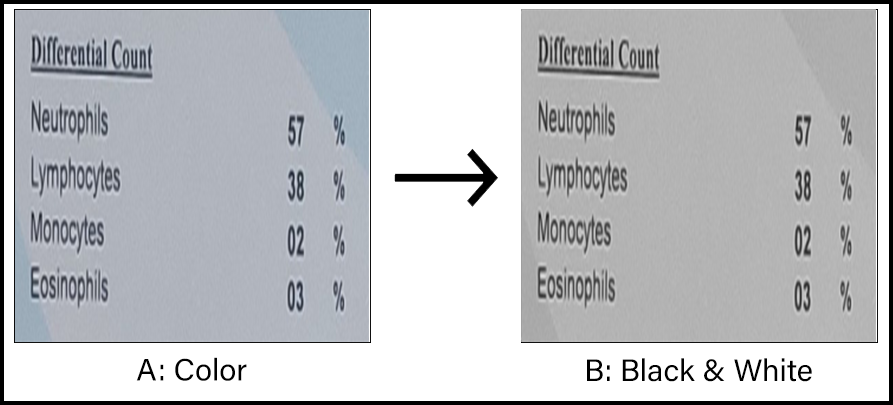 Differential Count
Neutrophils 57 %
Lymphocytes 38 %
Monocytes 02 %
Eosinophils 03 %
A: Color
Differential Count
Neutrophils 57 %
Lymphocytes 38 %
Monocytes 02 %
Eosinophils 03 %
B: Black & White